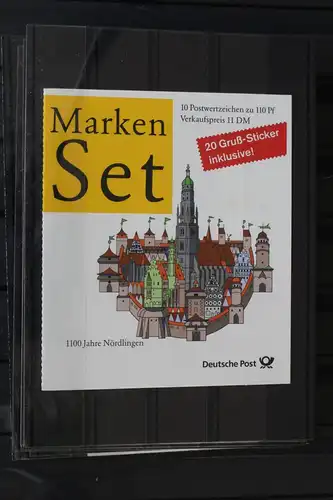 Marken
Set
10 Postwertzeichen zu 110 Pf
Verkaufspreis 11 DM
20 Gruß-Sticker
inklusive!
1100 Jahre Nördlingen
Deutsche Post